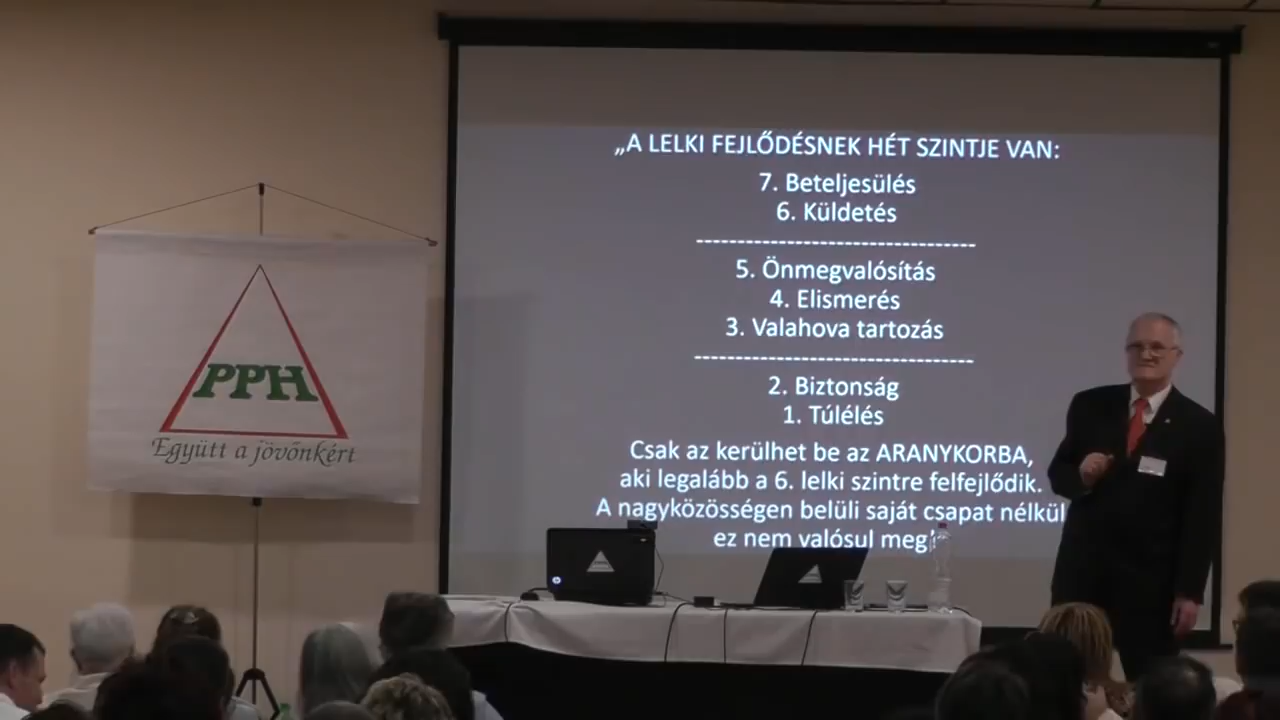 „A LELKI FEJLŐDÉSNEK HÉT SZINTJE VAN:
7. Beteljesülés
6. Küldetés
----------------------------------
5. Önmegvalósítás
4. Elismerés
3. Valahova tartozás
----------------------------------
2. Biztonság
1. Túlélés
Csak az kerülhet be az ARANYKORBA,
aki legalább a 6. lelki szintre felfejlődik.
A nagyközösségen belüli saját csapat nélkül
ez nem valósul meg!
PPH
Együtt a jövőnkért